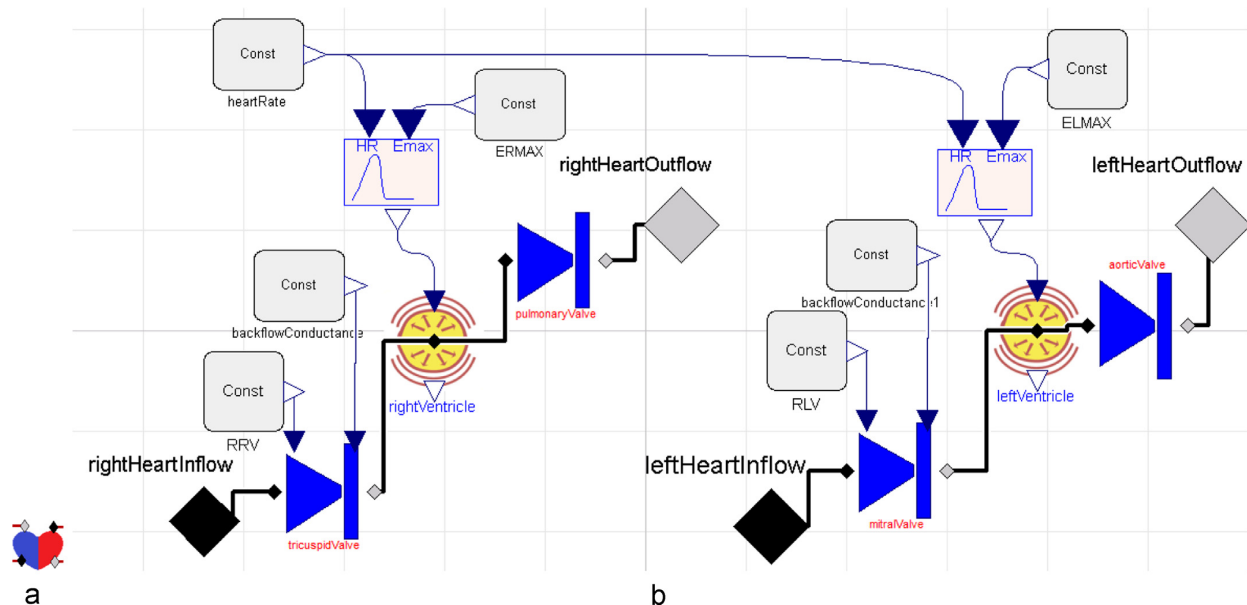 Const
heartRate
Const
ERMAX
HR Emax
rightHeartOutflow
Const
backflowConductance
pulmonaryValve
Const
RRV
rightVentricle
rightHeartInflow
tricuspidValve
a
Const
ELMAX
HR Emax
leftHeartOutflow
Const
backflowConductance1
aorticValve
Const
RLV
leftVentricle
leftHeartInflow
mitralValve
b